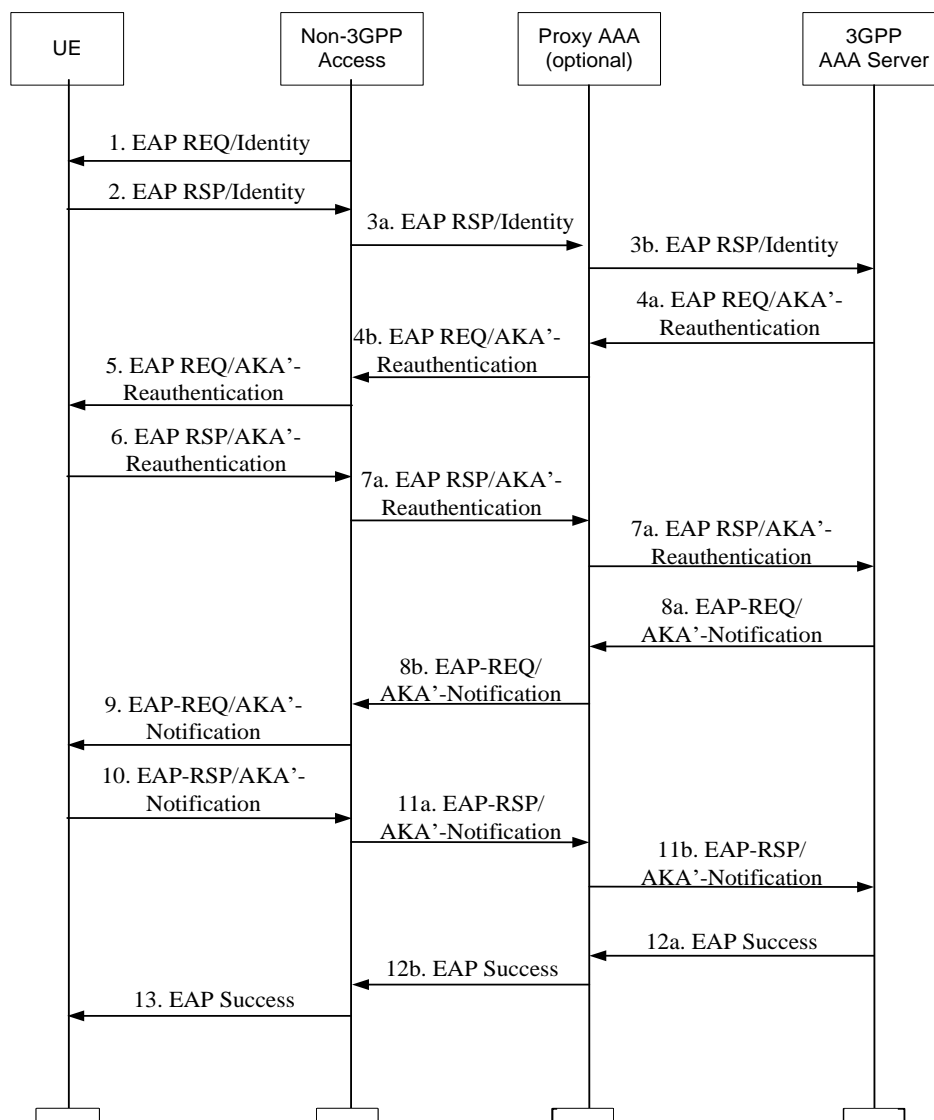 UE
Non-3GPP
Access
Proxy AAA
(optional)
3GPP
AAA Server
1. EAP REQ/Identity
2. EAP RSP/Identity
3a. EAP RSP/Identity
3b. EAP RSP/Identity
4a. EAP REQ/AKA’-
Reauthentication
4b. EAP REQ/AKA’-
Reauthentication
5. EAP REQ/AKA’-
Reauthentication
6. EAP RSP/AKA’-
Reauthentication
7a. EAP RSP/AKA’-
Reauthentication
7a. EAP RSP/AKA’-
Reauthentication
8a. EAP-REQ/
AKA’-Notification
8b. EAP-REQ/
AKA’-Notification
9. EAP-REQ/AKA’-
Notification
10. EAP-RSP/AKA’-
Notification
11a. EAP-RSP/
AKA’-Notification
11b. EAP-RSP/
AKA’-Notification
12a. EAP Success
12b. EAP Success
13. EAP Success